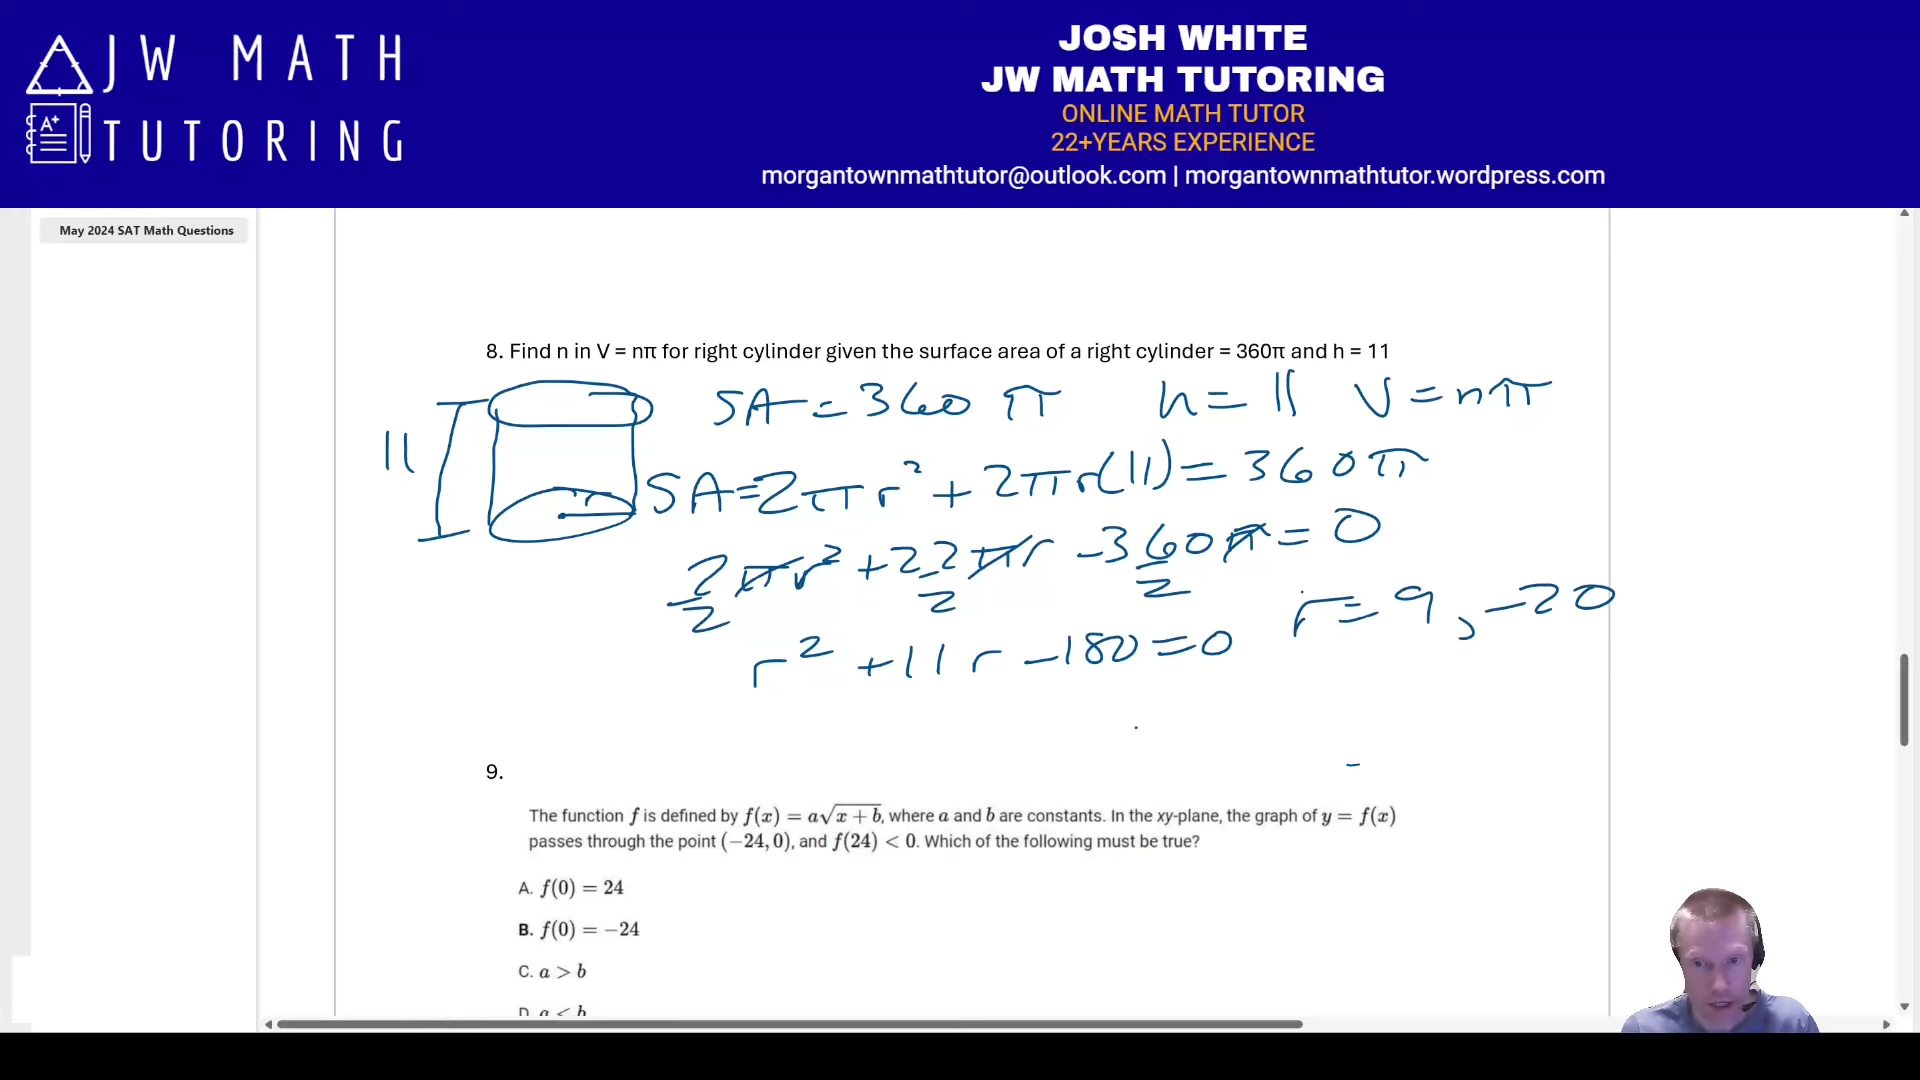 JW MATH
A+
TUTORING
JOSH WHITE
JW MATH TUTORING
ONLINE MATH TUTOR
22+YEARS EXPERIENCE
morgantownmathtutor@outlook.com | morgantownmathtutor.wordpress.com
May 2024 SAT Math Questions
8. Find n in V = nπ for right cylinder given the surface area of a right cylinder = 360π and h = 11
SA = 360 π h = 11 V = nπ
11
r
SA = 2πr² + 2πr(11) = 360π
2πr² + 22πr - 360π = 0
2 2 2
r = 9, -20
r² + 11r - 180 = 0
9.
The function f is defined by f(x) = a√(x + b), where a and b are constants. In the xy-plane, the graph of y = f(x)
passes through the point (−24, 0), and f(24) < 0. Which of the following must be true?
A. f(0) = 24
B. f(0) = −24
C. a > b
D. a < b